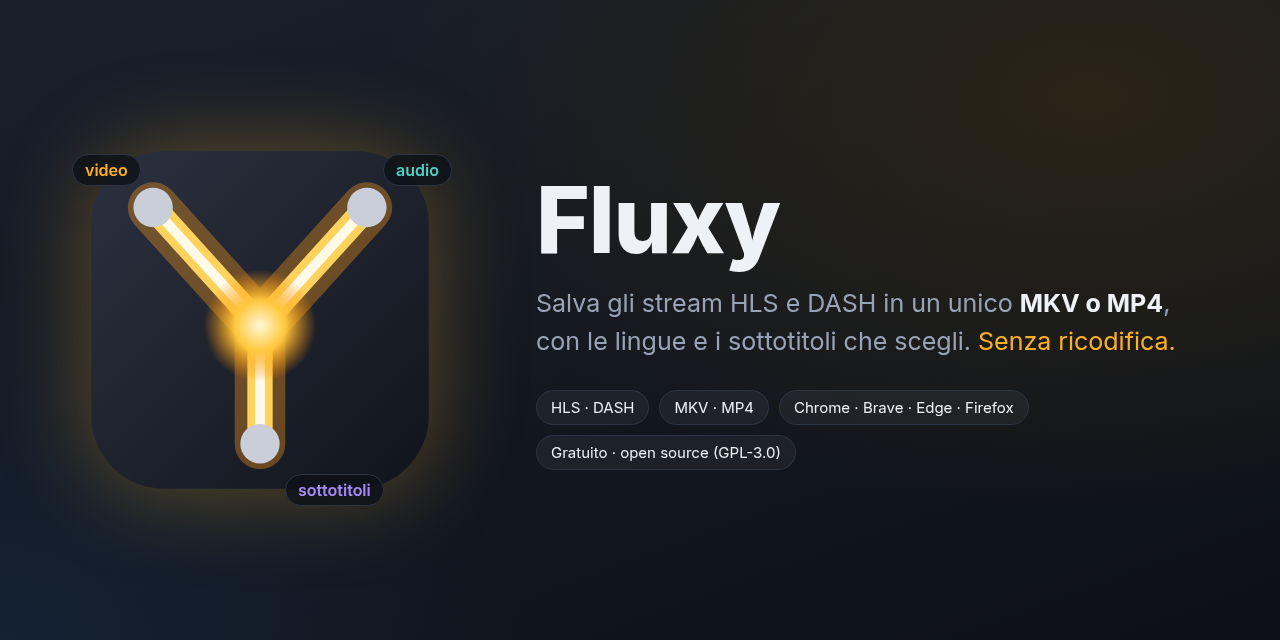 video
audio
sottotitoli
Fluxy
Salva gli stream HLS e DASH in un unico MKV o MP4,
con le lingue e i sottotitoli che scegli. Senza ricodifica.
HLS · DASH
MKV · MP4
Chrome · Brave · Edge · Firefox
Gratuito · open source (GPL-3.0)